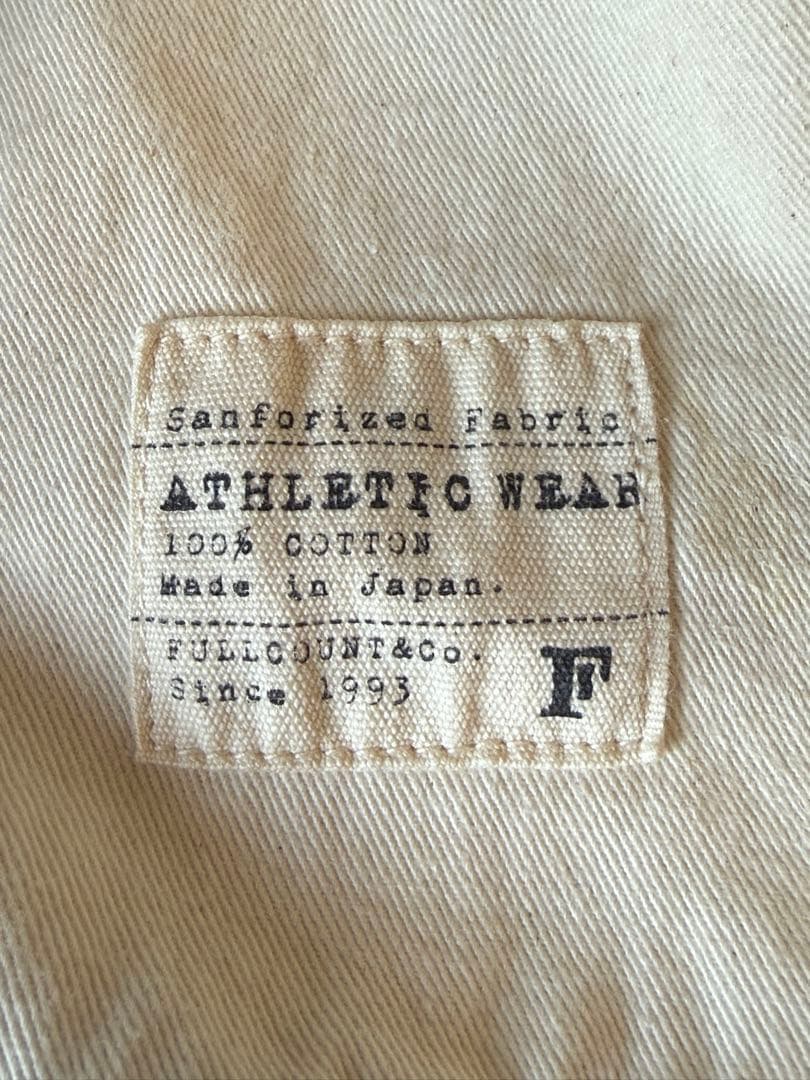 Sanforized Fabric
ATHLETIC WEAR
100% COTTON
Made in Japan.
FULLCOUNT&Co.
Since 1993
F